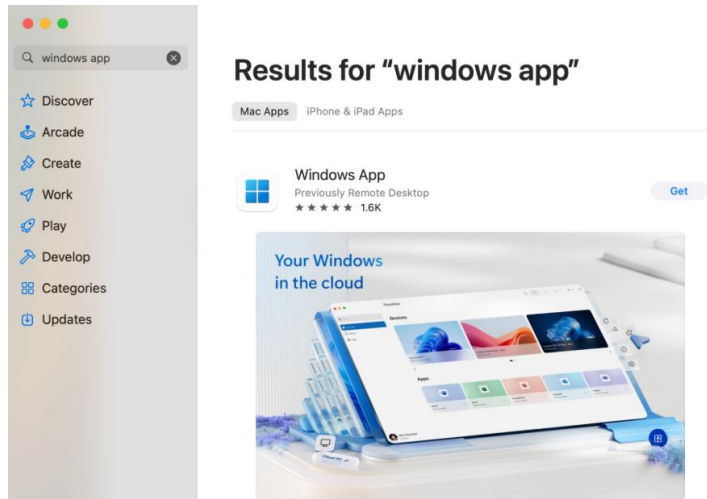 windows app
Discover
Arcade
Create
Work
Play
Develop
Categories
Updates
Results for “windows app”
Mac Apps
iPhone & iPad Apps
Windows App
Previously Remote Desktop
★★★★★ 1.6K
Get
Your Windows
in the cloud
Favorites
Devices
Apps